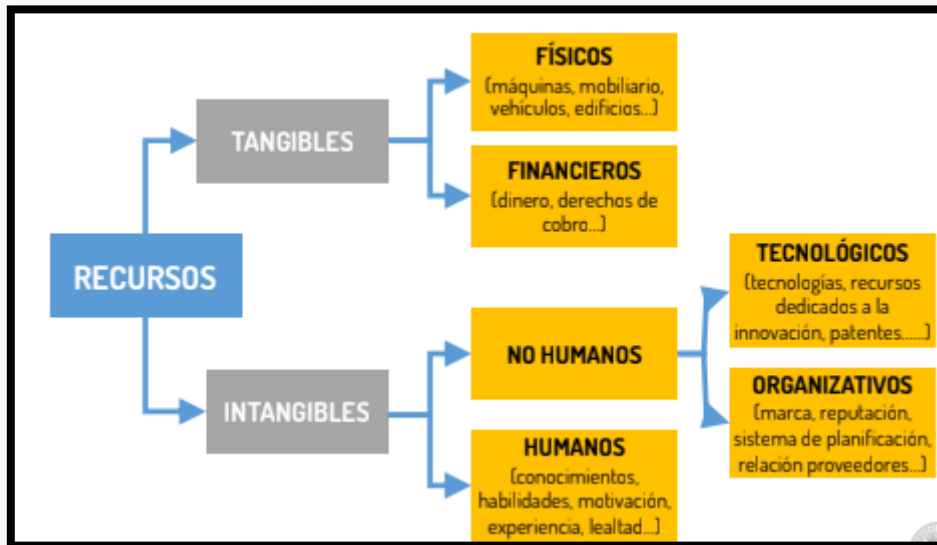 RECURSOS
TANGIBLES
FÍSICOS
(máquinas, mobiliario,
vehículos, edificios...)
FINANCIEROS
(dinero, derechos de
cobro...)
INTANGIBLES
NO HUMANOS
TECNOLÓGICOS
(tecnologías, recursos
dedicados a la
innovación, patentes......)
ORGANIZATIVOS
(marca, reputación,
sistema de planificación,
relación proveedores...)
HUMANOS
(conocimientos,
habilidades, motivación,
experiencia, lealtad...)